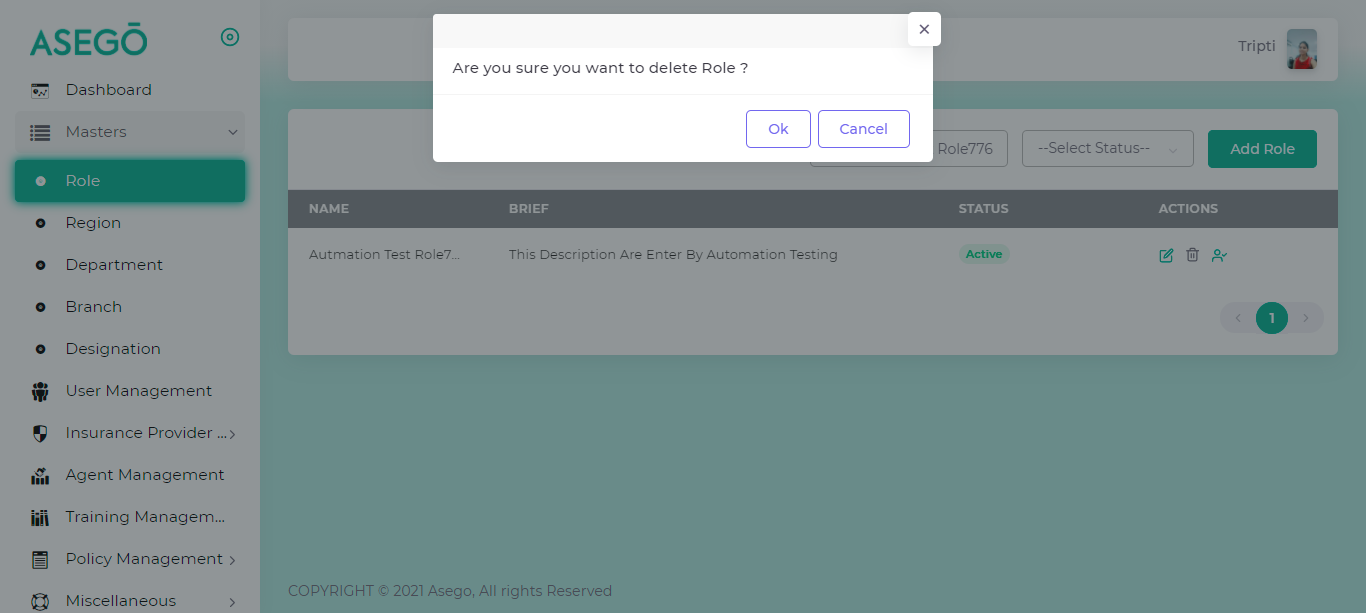 ASEGŌ
Dashboard
Masters
Role
Region
Department
Branch
Designation
User Management
Insurance Provider ...
Agent Management
Training Managem...
Policy Management
Miscellaneous
Tripti
Are you sure you want to delete Role ?
Ok
Cancel
Role776
--Select Status--
Add Role
NAME BRIEF STATUS ACTIONS
Autmation Test Role7... This Description Are Enter By Automation Testing Active
1
COPYRIGHT © 2021 Asego, All rights Reserved